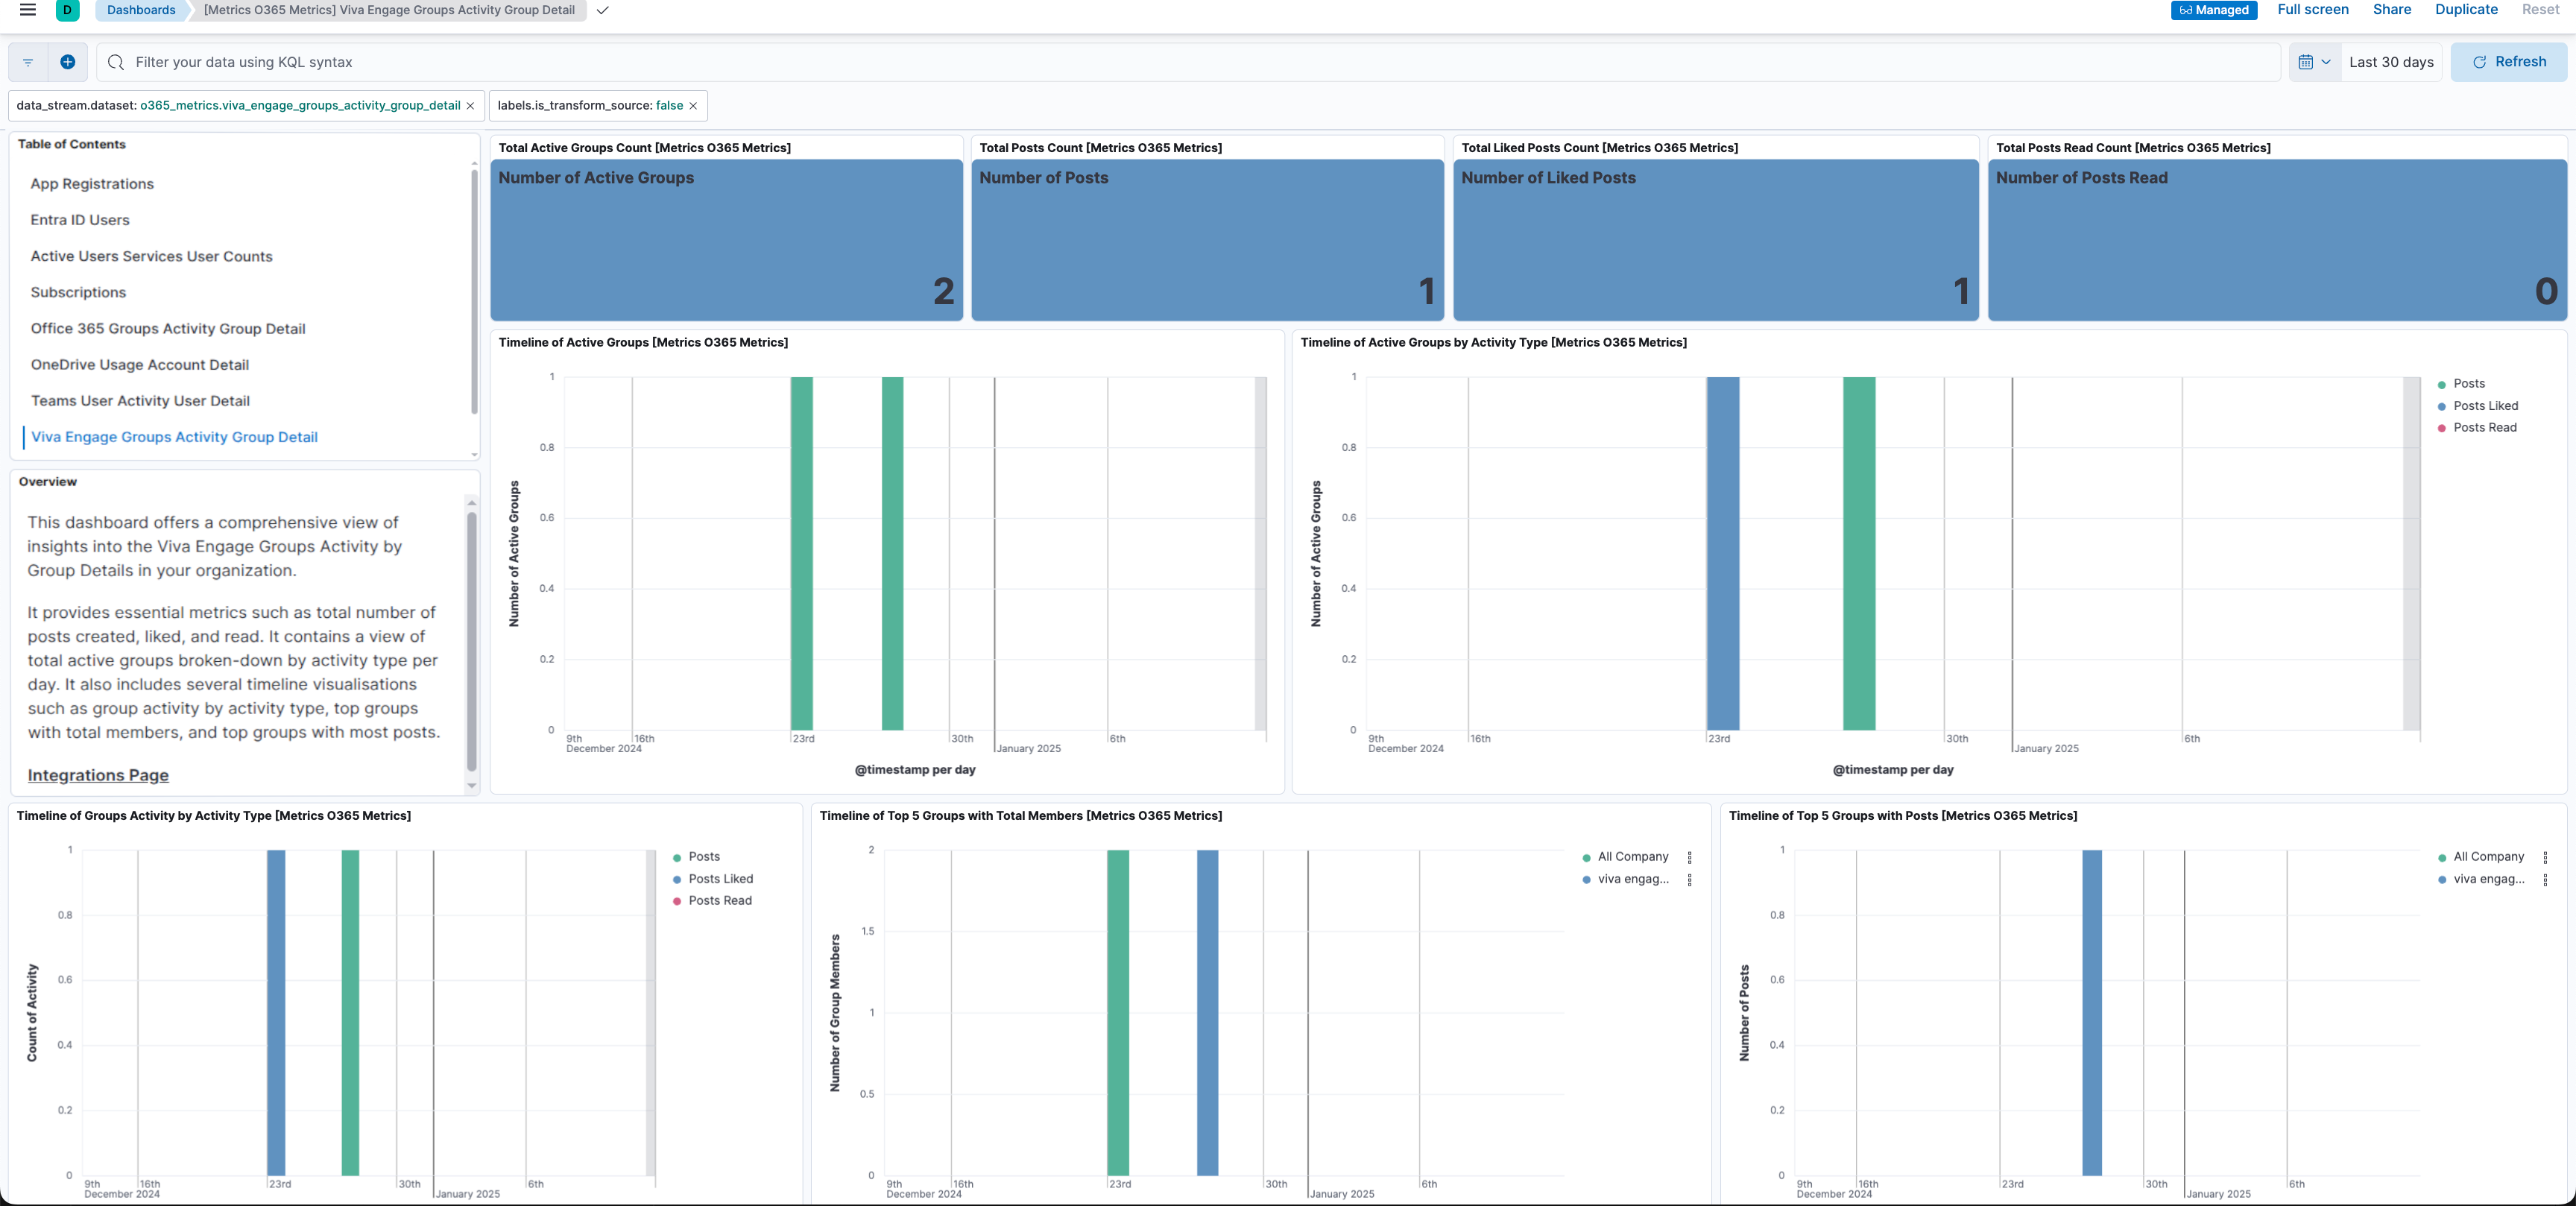 D
Dashboards
[Metrics O365 Metrics] Viva Engage Groups Activity Group Detail
Managed
Full screen
Share
Duplicate
Reset
Filter your data using KQL syntax
Last 30 days
Refresh
data_stream.dataset: o365_metrics.viva_engage_groups_activity_group_detail
labels.is_transform_source: false
Table of Contents
App Registrations
Entra ID Users
Active Users Services User Counts
Subscriptions
Office 365 Groups Activity Group Detail
OneDrive Usage Account Detail
Teams User Activity User Detail
Viva Engage Groups Activity Group Detail
Overview
This dashboard offers a comprehensive view of
insights into the Viva Engage Groups Activity by
Group Details in your organization.
It provides essential metrics such as total number of
posts created, liked, and read. It contains a view of
total active groups broken-down by activity type per
day. It also includes several timeline visualisations
such as group activity by activity type, top groups
with total members, and top groups with most posts.
Integrations Page
Total Active Groups Count [Metrics O365 Metrics]
Number of Active Groups
2
Total Posts Count [Metrics O365 Metrics]
Number of Posts
1
Total Liked Posts Count [Metrics O365 Metrics]
Number of Liked Posts
1
Total Posts Read Count [Metrics O365 Metrics]
Number of Posts Read
0
Timeline of Active Groups [Metrics O365 Metrics]
Number of Active Groups
1
0.8
0.6
0.4
0.2
0
9th
December 2024
16th
23rd
30th
January 2025
6th
@timestamp per day
Timeline of Active Groups by Activity Type [Metrics O365 Metrics]
Number of Active Groups
1
0.8
0.6
0.4
0.2
0
9th
December 2024
16th
23rd
30th
January 2025
6th
@timestamp per day
Posts
Posts Liked
Posts Read
Timeline of Groups Activity by Activity Type [Metrics O365 Metrics]
Count of Activity
1
0.8
0.6
0.4
0.2
0
9th
December 2024
16th
23rd
30th
January 2025
6th
Posts
Posts Liked
Posts Read
Timeline of Top 5 Groups with Total Members [Metrics O365 Metrics]
Number of Group Members
2
1.5
1
0.5
0
9th
December 2024
16th
23rd
30th
January 2025
6th
All Company
viva engag...
Timeline of Top 5 Groups with Posts [Metrics O365 Metrics]
Number of Posts
1
0.8
0.6
0.4
0.2
0
9th
December 2024
16th
23rd
30th
January 2025
6th
All Company
viva engag...